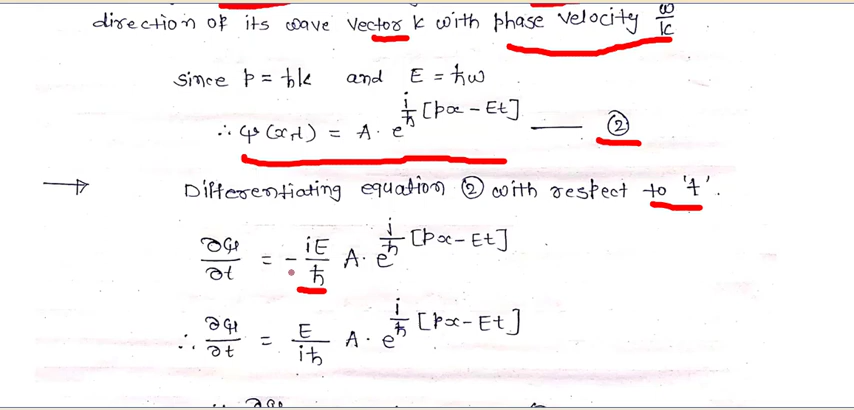 direction of its wave vector k with phase velocity ω/k
since p = ħk and E = ħω
∴ ψ(x,t) = A · e^{i/ħ [px - Et]} —— ②
→ Differentiating equation ② with respect to 't'.
∂ψ/∂t = - iE/ħ A · e^{i/ħ [px - Et]}
∴ ∂ψ/∂t = E/iħ A · e^{i/ħ [px - Et]}